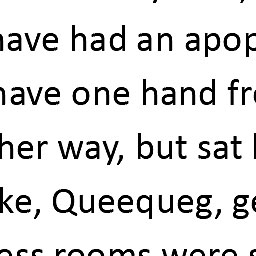 have had an apop
have one hand fr
her way, but sat
ke, Queequeg, ge
ess rooms were